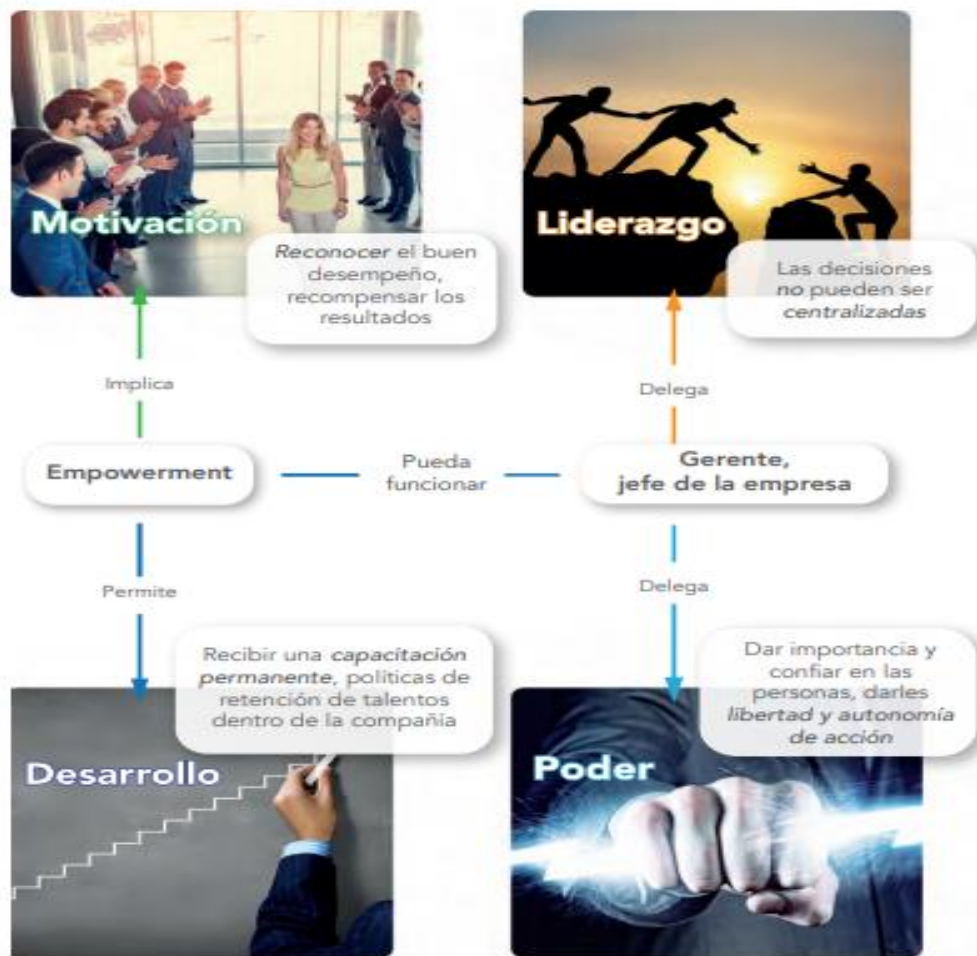 Motivación
Reconocer el buen
desempeño,
recompensar los
resultados
Liderazgo
Las decisiones
no pueden ser
centralizadas
Implica
Delega
Empowerment
Pueda
funcionar
Gerente,
jefe de la empresa
Permite
Delega
Recibir una capacitación
permanente, políticas de
retención de talentos
dentro de la compañía
Desarrollo
Dar importancia y
confiar en las
personas, darles
libertad y autonomía
de acción
Poder